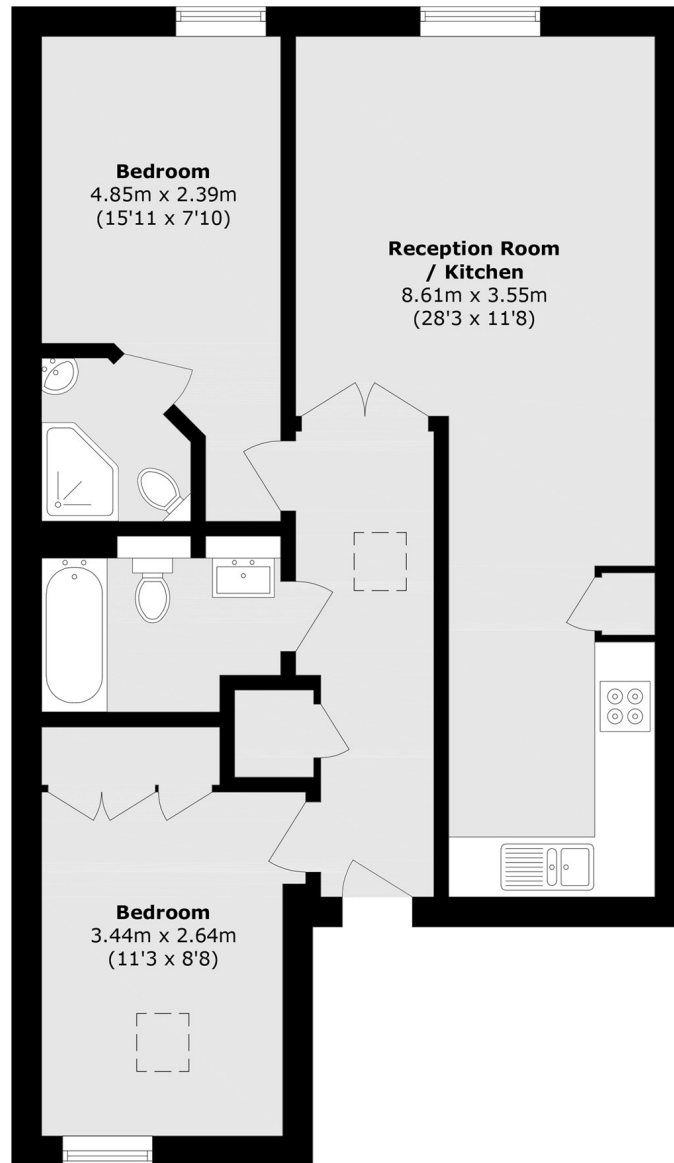 Bedroom
4.85m x 2.39m
(15'11 x 7'10)
Reception Room
/ Kitchen
8.61m x 3.55m
(28'3 x 11'8)
Bedroom
3.44m x 2.64m
(11'3 x 8'8)